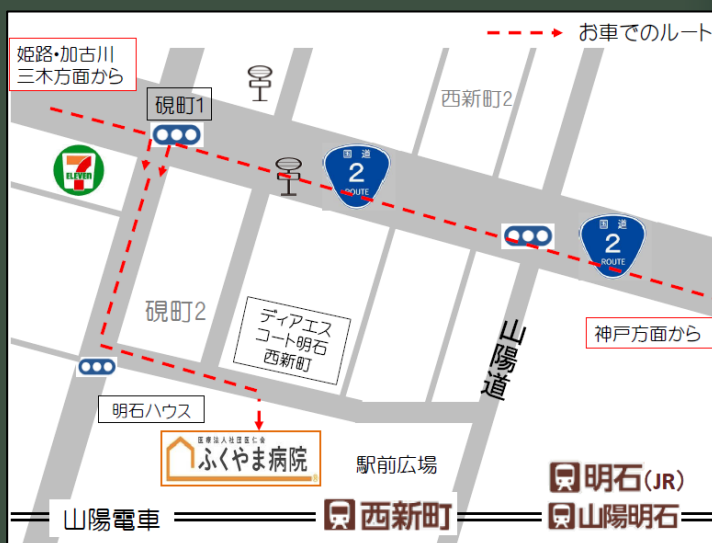 お車でのルート
姫路・加古川
三木方面から
硯町1
西新町2
7
ELEVEN
国道
2
ROUTE
国道
2
ROUTE
硯町2
ディアエス
コート明石
西新町
山陽道
神戸方面から
明石ハウス
医療法人社団医仁会
ふくやま病院
駅前広場
明石(JR)
山陽電車
西新町
山陽明石